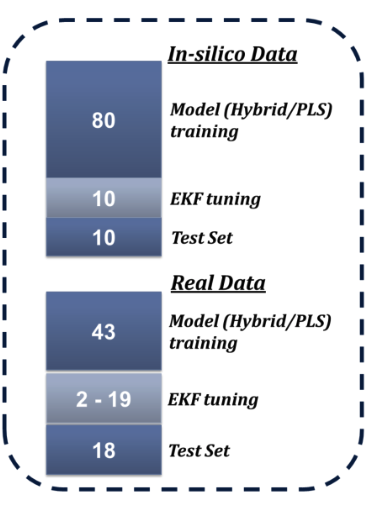 In-silico Data
80
Model (Hybrid/PLS)
training
10
EKF tuning
10
Test Set
Real Data
43
Model (Hybrid/PLS)
training
2 - 19
EKF tuning
18
Test Set